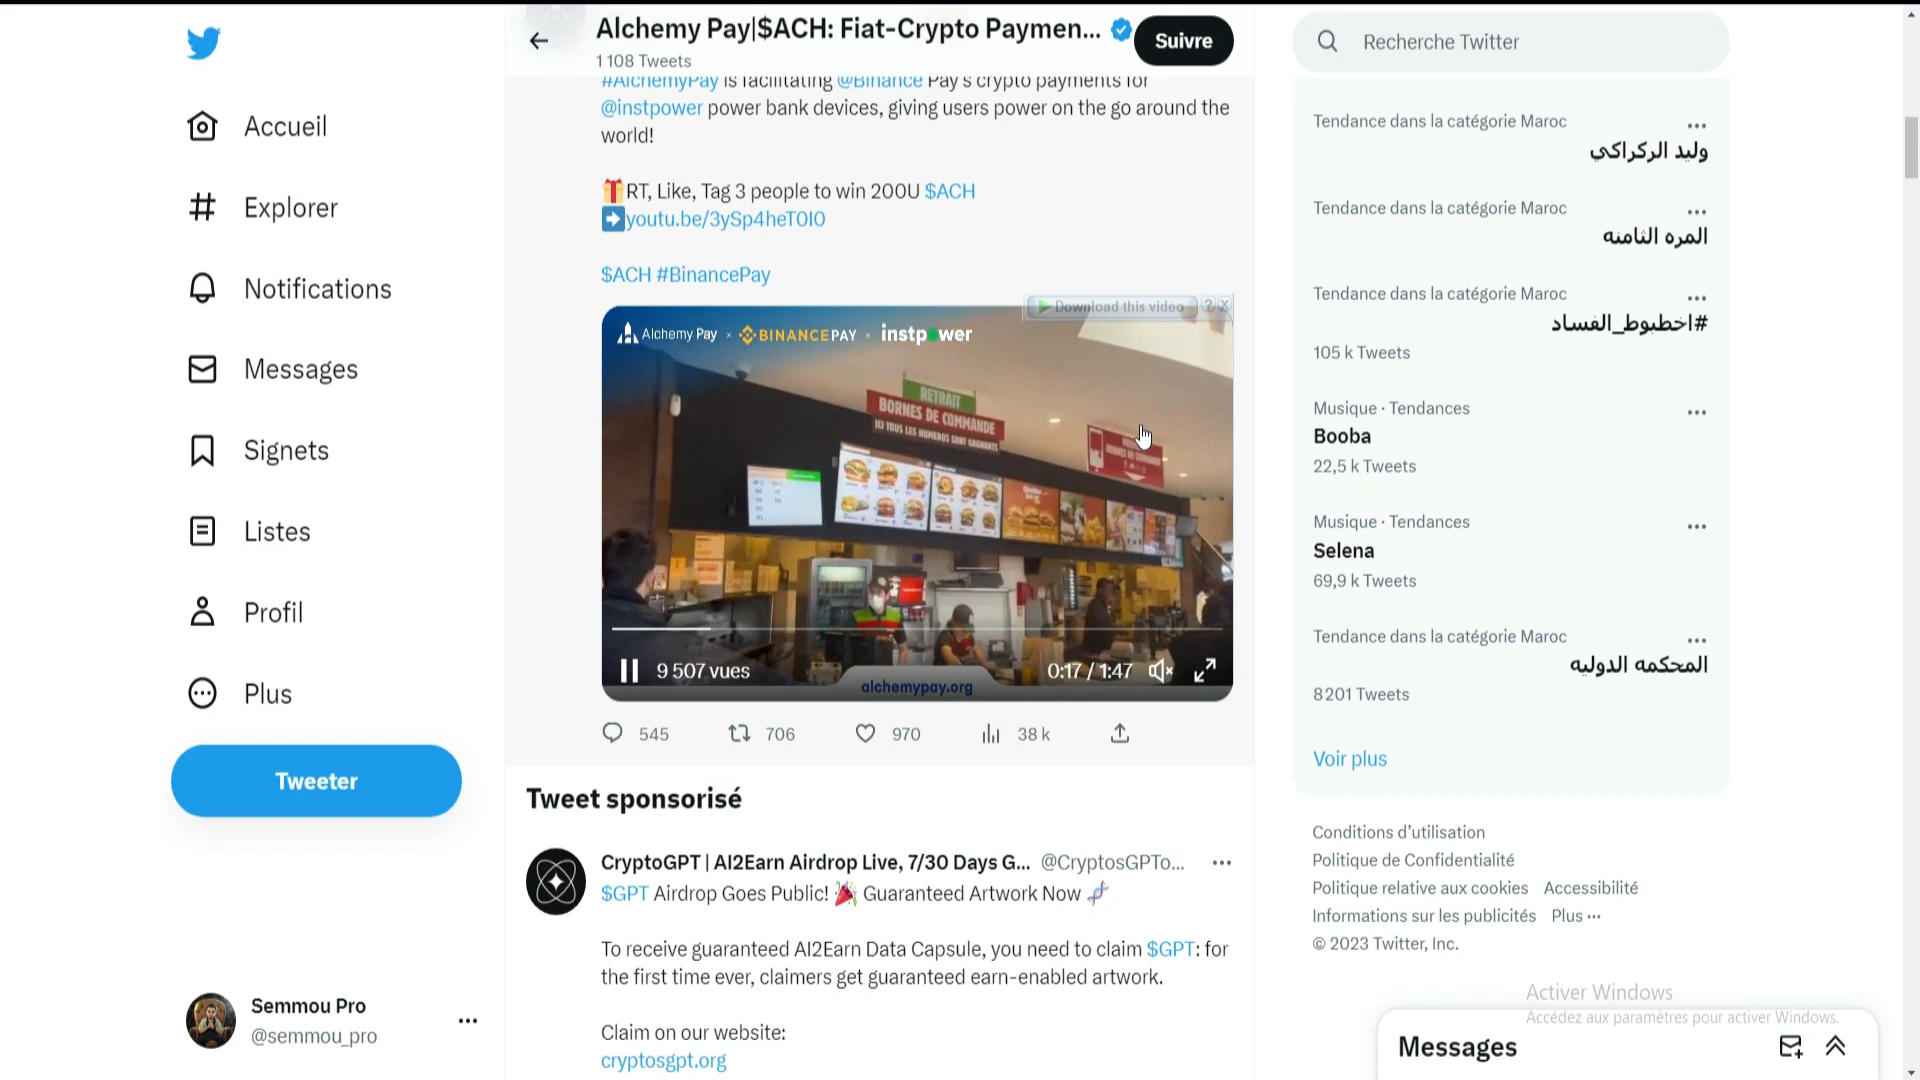 Accueil
Explorer
Notifications
Messages
Signets
Listes
Profil
Plus
Tweeter
Semmou Pro
@semmou_pro
Alchemy Pay|$ACH: Fiat-Crypto Paymen...
1 108 Tweets
Suivre
#AlchemyPay is facilitating @Binance Pay's crypto payments for
@instpower power bank devices, giving users power on the go around the
world!
RT, Like, Tag 3 people to win 200U $ACH
youtu.be/3ySp4heT0I0
$ACH #BinancePay
Download this video ? X
Alchemy Pay × BINANCE PAY × instpower
RETRAIT
BORNES DE COMMANDE
ICI TOUS LES NUMEROS SONT GAGNANTS
BORNES DE COMMANDE
9 507 vues
0:17 / 1:47
alchemypay.org
545
706
970
38 k
Tweet sponsorisé
CryptoGPT | AI2Earn Airdrop Live, 7/30 Days G... @CryptosGPTo...
$GPT Airdrop Goes Public! Guaranteed Artwork Now
To receive guaranteed AI2Earn Data Capsule, you need to claim $GPT: for
the first time ever, claimers get guaranteed earn-enabled artwork.
Claim on our website:
cryptosgpt.org
Recherche Twitter
Tendance dans la catégorie Maroc
وليد الركراكي
Tendance dans la catégorie Maroc
المره الثامنه
Tendance dans la catégorie Maroc
#اخطبوط_الفساد
105 k Tweets
Musique · Tendances
Booba
22,5 k Tweets
Musique · Tendances
Selena
69,9 k Tweets
Tendance dans la catégorie Maroc
المحكمه الدوليه
8 201 Tweets
Voir plus
Conditions d'utilisation
Politique de Confidentialité
Politique relative aux cookies Accessibilité
Informations sur les publicités Plus ...
© 2023 Twitter, Inc.
Activer Windows
Accédez aux paramètres pour activer Windows.
Messages